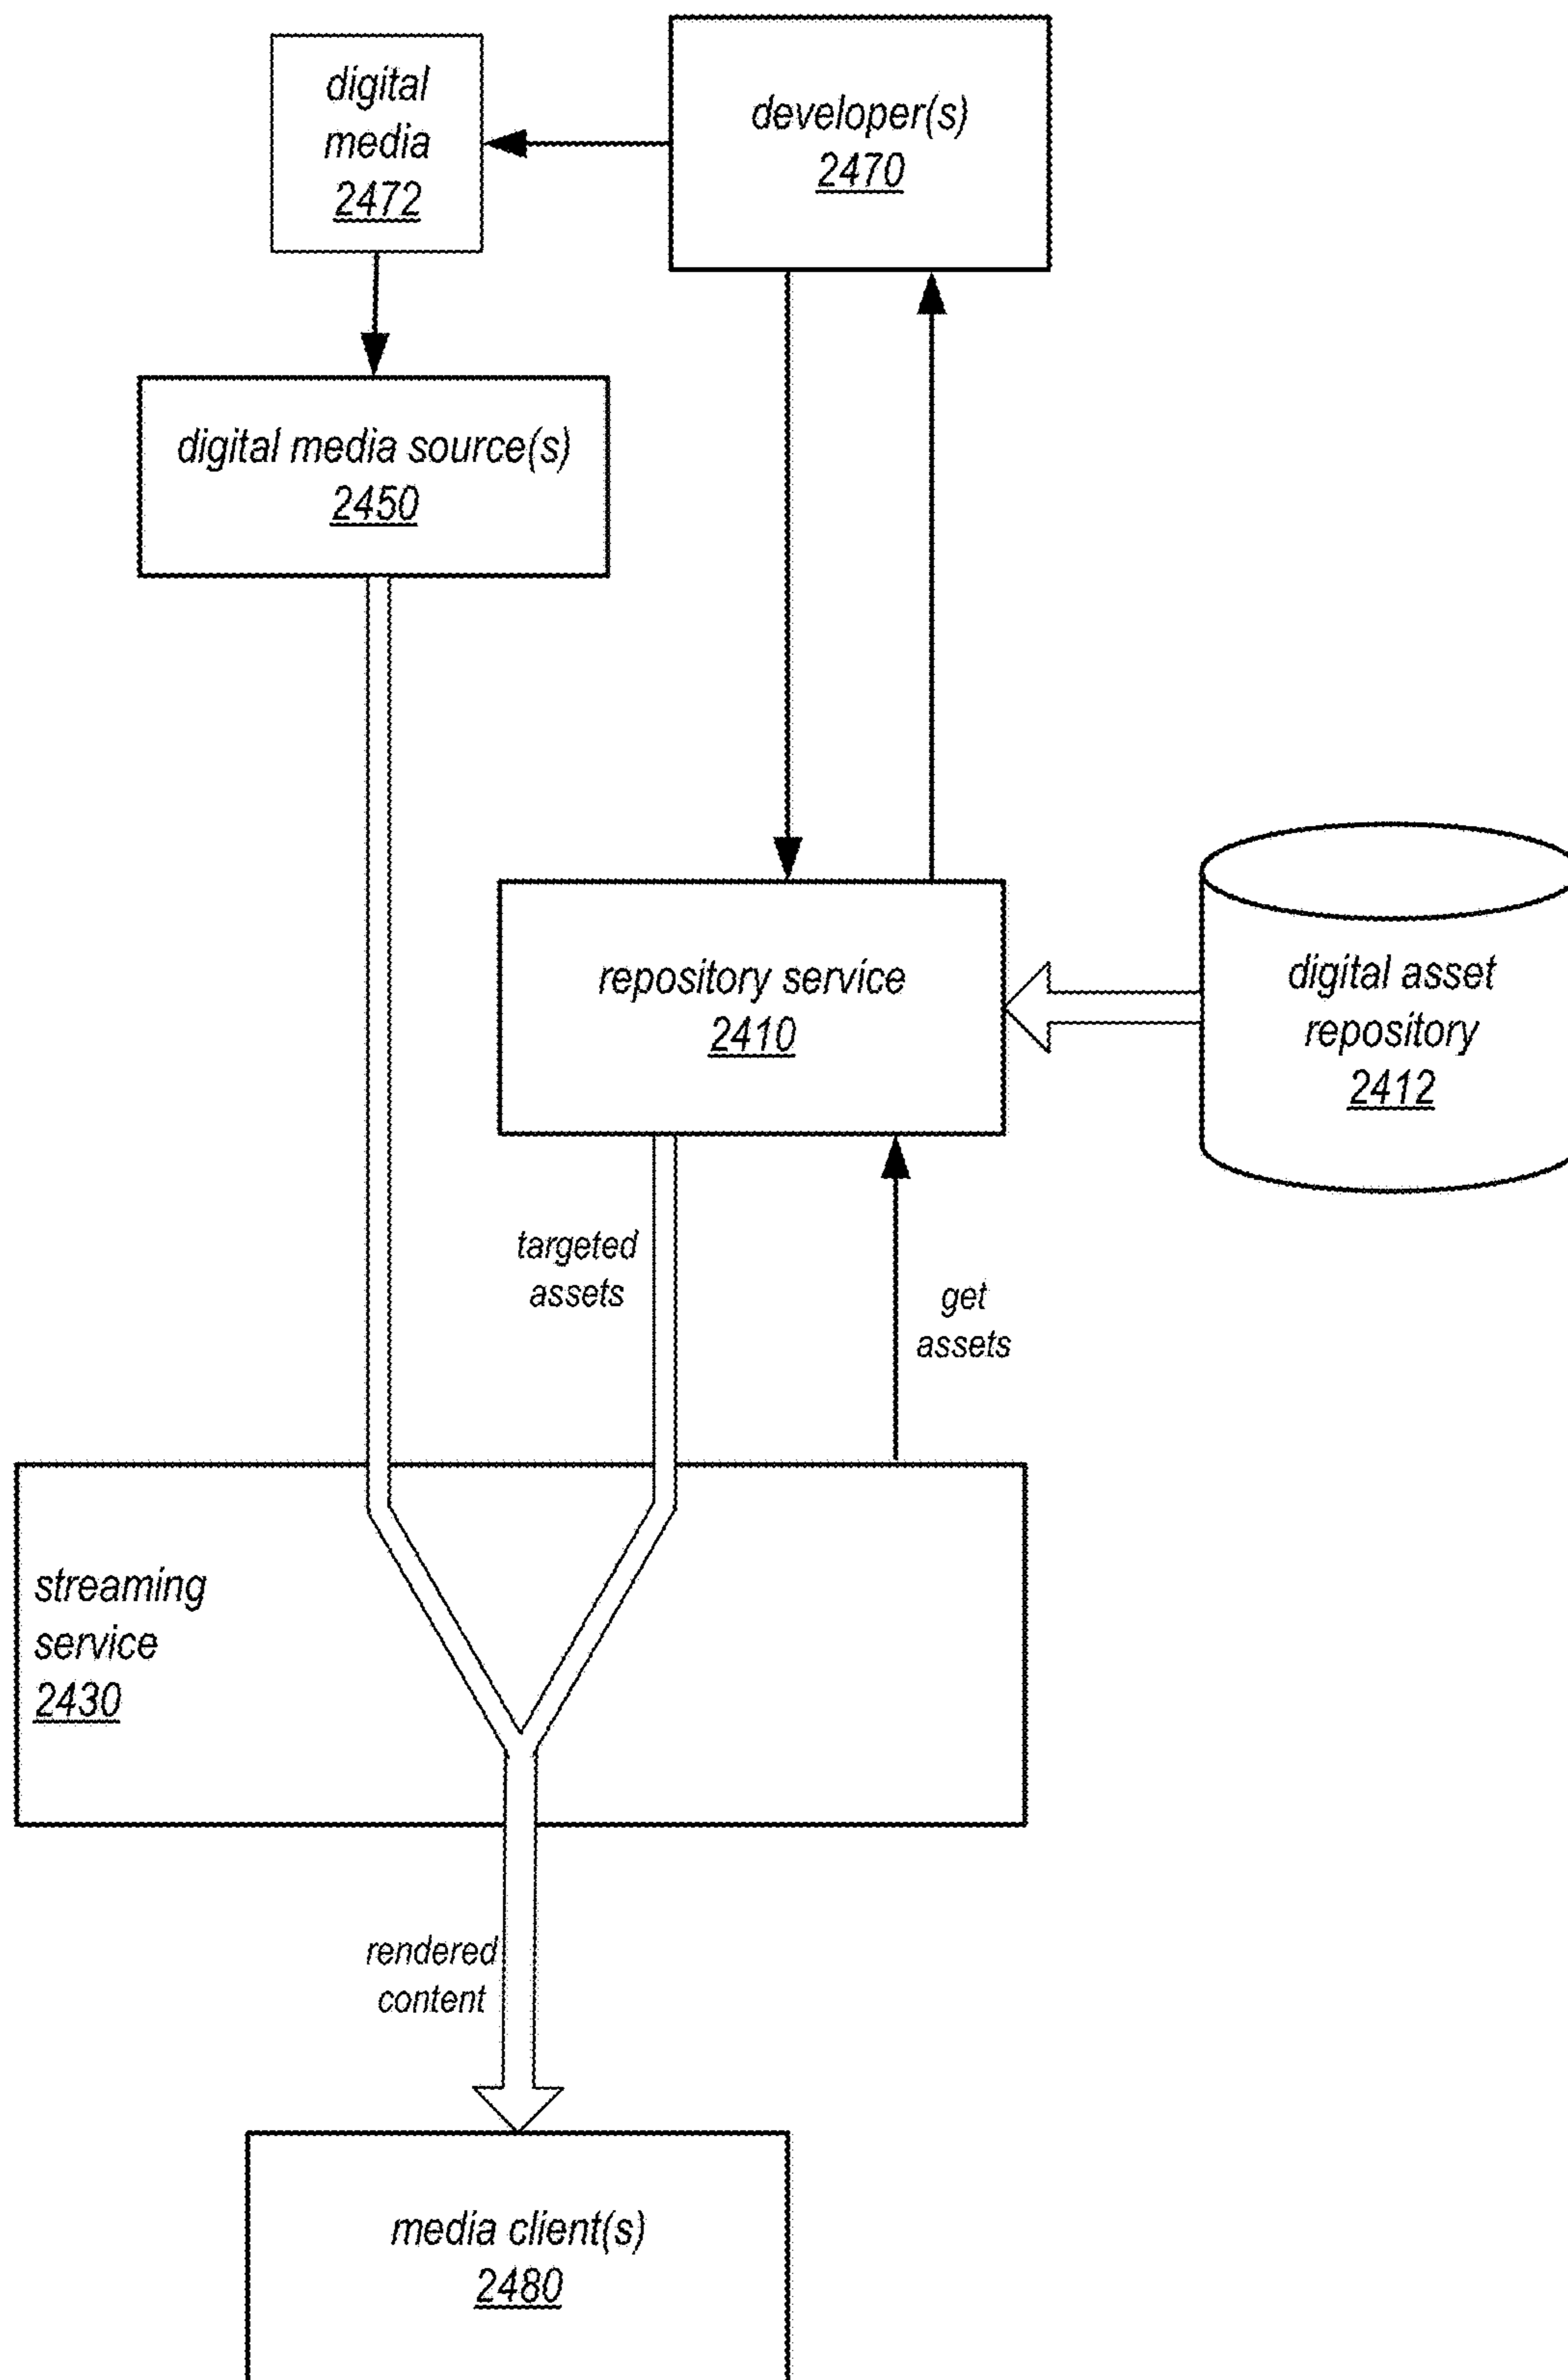 digital
media
2472
developer(s)
2470
digital media source(s)
2450
repository service
2410
digital asset
repository
2412
targeted
assets
get
assets
streaming
service
2430
rendered
content
media client(s)
2480